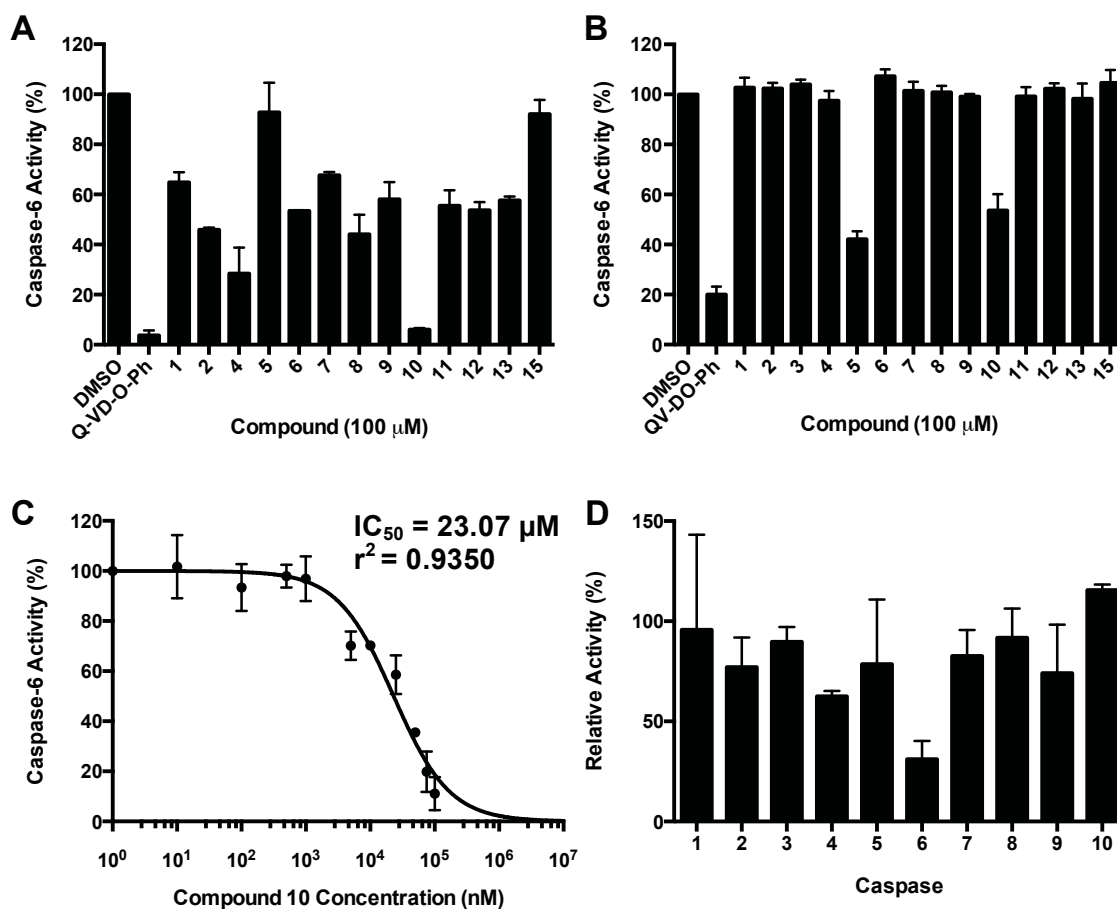 A
120
100
80
60
40
20
0
Caspase-6 Activity (%)
DMSO
Q-VD-O-Ph
1
2
4
5
6
7
8
9
10
11
12
13
15
Compound (100 μM)
B
120
100
80
60
40
20
0
Caspase-6 Activity (%)
DMSO
QV-DO-Ph
1
2
3
4
5
6
7
8
9
10
11
12
13
15
Compound (100 μM)
C
IC50 = 23.07 μM
r2 = 0.9350
120
100
80
60
40
20
0
Caspase-6 Activity (%)
10^0 10^1 10^2 10^3 10^4 10^5 10^6 10^7
Compound 10 Concentration (nM)
D
150
100
50
0
Relative Activity (%)
1 2 3 4 5 6 7 8 9 10
Caspase